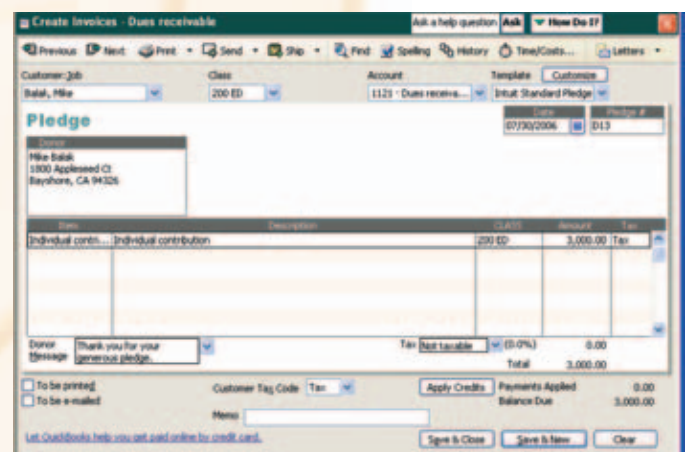 Create Invoices - Dues receivable Ask a help question Ask How Do I?
Previous Next Print Send Ship Find Spelling History Time/Costs... Letters
Customer:Job Class Account Template Customize
Balak, Mike 200 ED 1121 · Dues receiva... Intuit Standard Pledge
Pledge
Date Pledge #
07/30/2006 D13
Donor
Mike Balak
1800 Appleseed Ct
Bayshore, CA 94326
Item Description CLASS Amount Tax
Individual contri... Individual contribution 200 ED 3,000.00 Tax
Donor Message Thank you for your generous pledge. Tax Not taxable (0.0%) 0.00
Total 3,000.00
To be printed Customer Tax Code Tax Apply Credits Payments Applied 0.00
To be e-mailed Balance Due 3,000.00
Memo
Let QuickBooks help you get paid online by credit card. Save & Close Save & New Clear